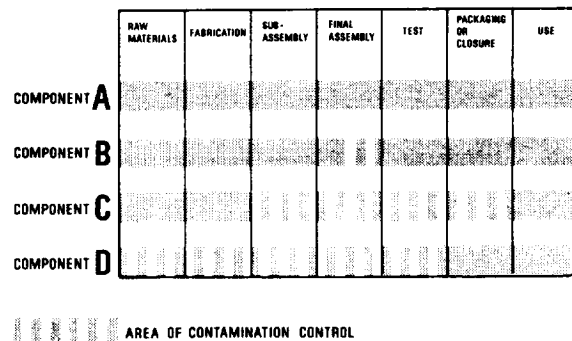 RAW
MATERIALS
FABRICATION
SUB-
ASSEMBLY
FINAL
ASSEMBLY
TEST
PACKAGING
OR
CLOSURE
USE
COMPONENT A
COMPONENT B
COMPONENT C
COMPONENT D
AREA OF CONTAMINATION CONTROL